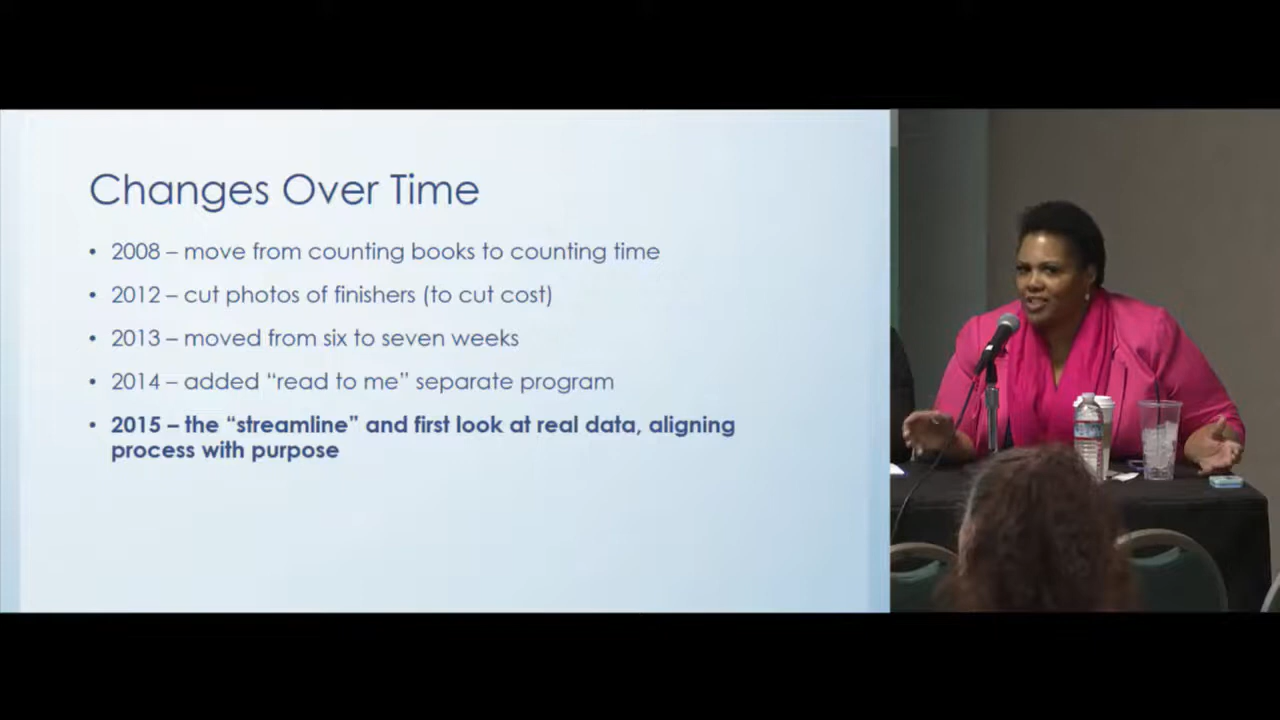 Changes Over Time
• 2008 – move from counting books to counting time
• 2012 – cut photos of finishers (to cut cost)
• 2013 – moved from six to seven weeks
• 2014 – added “read to me” separate program
• 2015 – the “streamline” and first look at real data, aligning
process with purpose